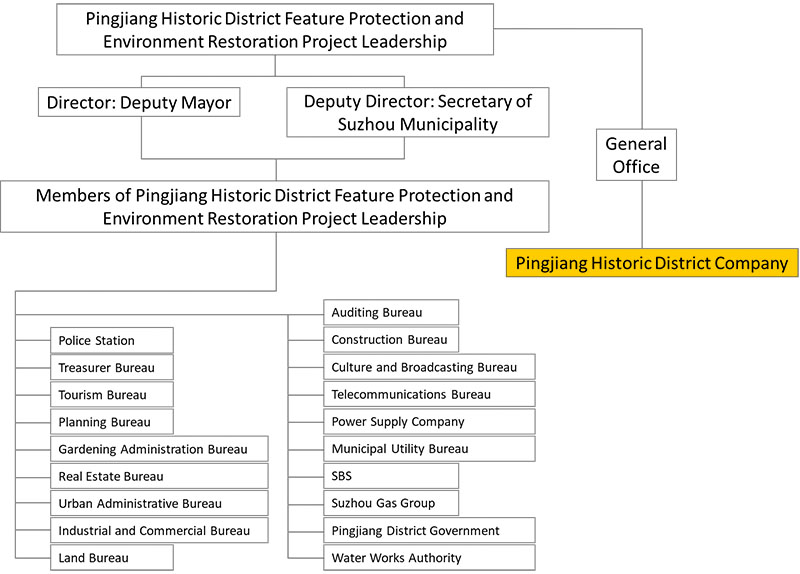 Pingjiang Historic District Feature Protection and
Environment Restoration Project Leadership
Director: Deputy Mayor
Deputy Director: Secretary of
Suzhou Municipality
General
Office
Members of Pingjiang Historic District Feature Protection and
Environment Restoration Project Leadership
Pingjiang Historic District Company
Police Station
Treasurer Bureau
Tourism Bureau
Planning Bureau
Gardening Administration Bureau
Real Estate Bureau
Urban Administrative Bureau
Industrial and Commercial Bureau
Land Bureau
Auditing Bureau
Construction Bureau
Culture and Broadcasting Bureau
Telecommunications Bureau
Power Supply Company
Municipal Utility Bureau
SBS
Suzhou Gas Group
Pingjiang District Government
Water Works Authority